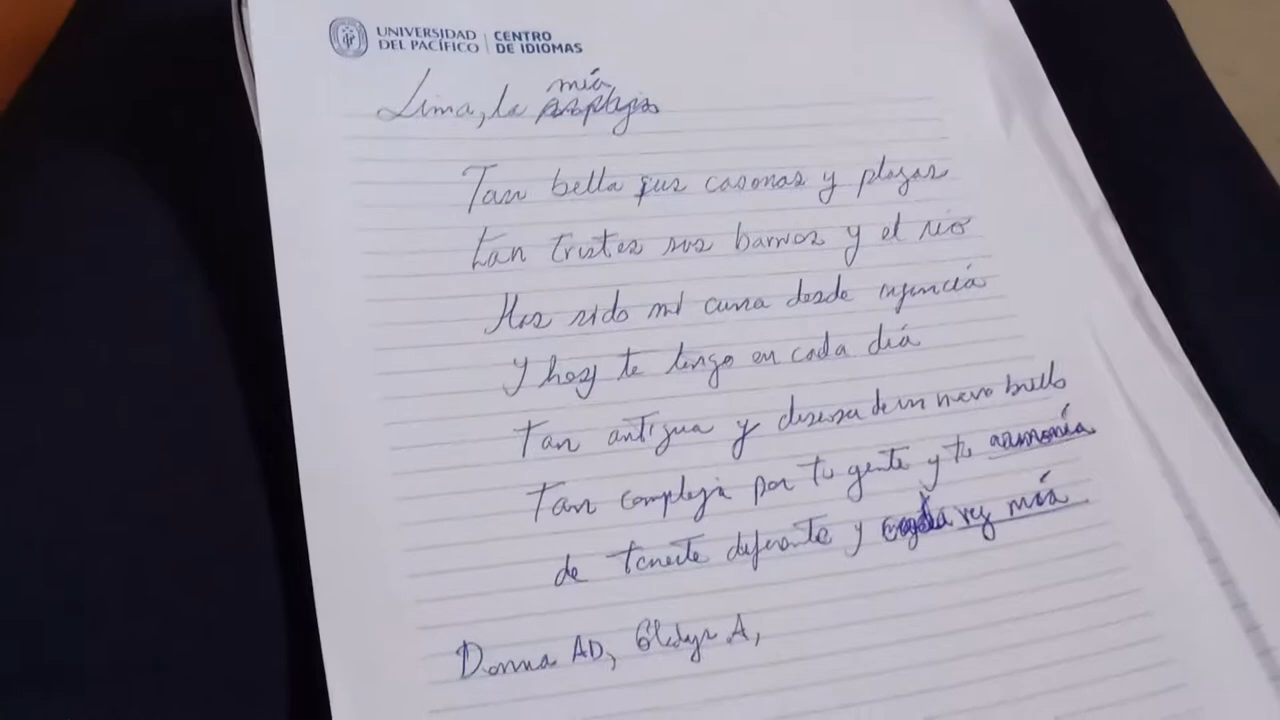 UNIVERSIDAD DEL PACÍFICO | CENTRO DE IDIOMAS
Lima, la mía
Tan bella sus casonas y plazas
tan tristes sus barrios y el río
Has sido mi cuna desde infancia
Y hoy te tengo en cada día
Tan antigua y deseosa de un nuevo brillo
Tan compleja por tu gente y tu armonía
de tenerte diferente y cada vez mía
Donna AD, Gladys A,